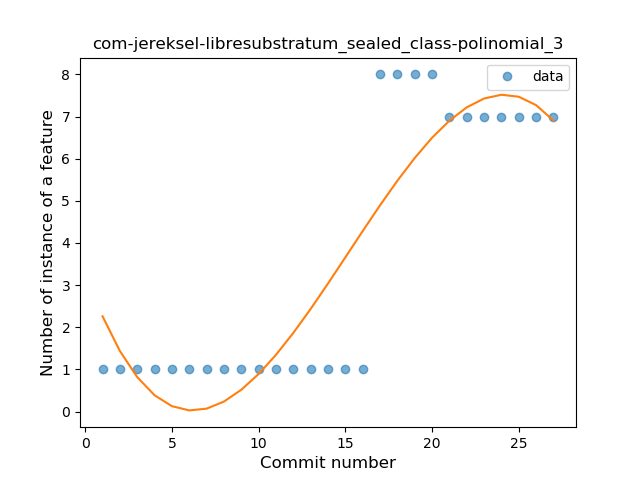 com-jereksel-libresubstratum_sealed_class-polinomial_3
data
Number of instance of a feature
8
7
6
5
4
3
2
1
0
0 5 10 15 20 25
Commit number